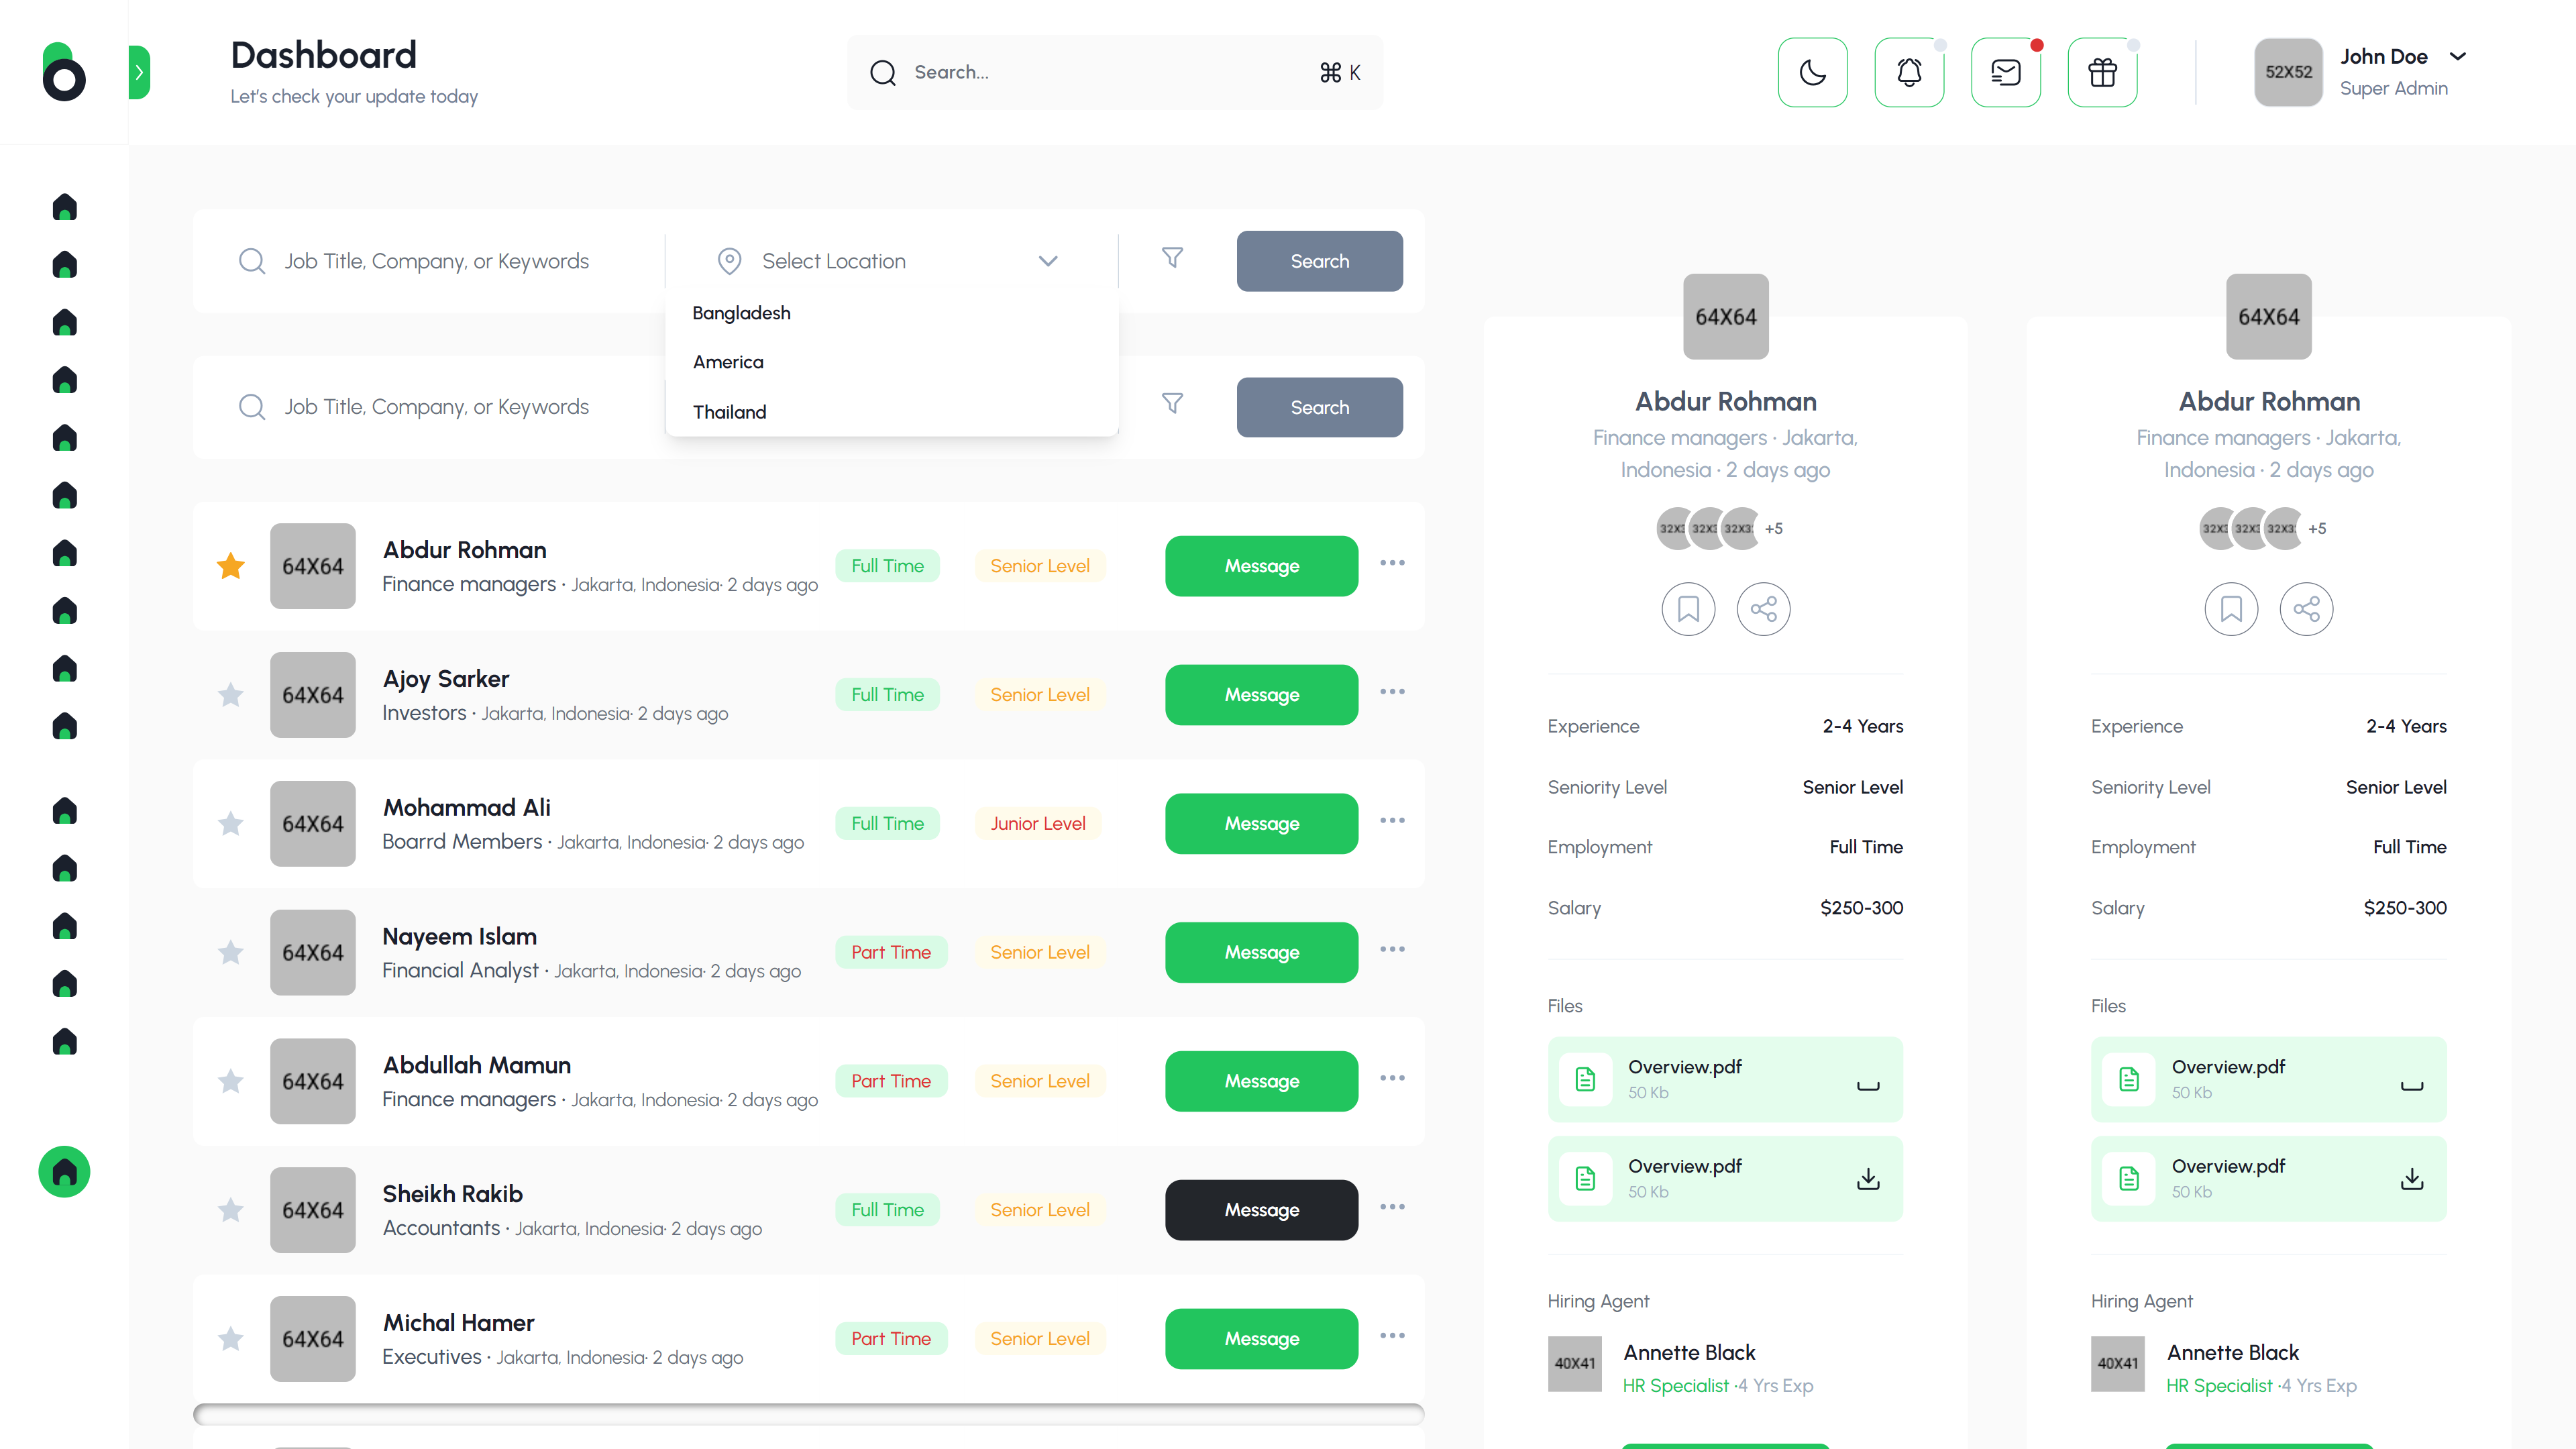 Dashboard
Let's check your update today
Search...
⌘ K
52X52
John Doe
Super Admin
Job Title, Company, or Keywords
Select Location
Search
Bangladesh
America
Thailand
Job Title, Company, or Keywords
Search
64X64
Abdur Rohman
Finance managers · Jakarta, Indonesia· 2 days ago
Full Time
Senior Level
Message
64X64
Ajoy Sarker
Investors · Jakarta, Indonesia· 2 days ago
Full Time
Senior Level
Message
64X64
Mohammad Ali
Boarrd Members · Jakarta, Indonesia· 2 days ago
Full Time
Junior Level
Message
64X64
Nayeem Islam
Financial Analyst · Jakarta, Indonesia· 2 days ago
Part Time
Senior Level
Message
64X64
Abdullah Mamun
Finance managers · Jakarta, Indonesia· 2 days ago
Part Time
Senior Level
Message
64X64
Sheikh Rakib
Accountants · Jakarta, Indonesia· 2 days ago
Full Time
Senior Level
Message
64X64
Michal Hamer
Executives · Jakarta, Indonesia· 2 days ago
Part Time
Senior Level
Message
64X64
Abdur Rohman
Finance managers · Jakarta,
Indonesia · 2 days ago
+5
Experience
2-4 Years
Seniority Level
Senior Level
Employment
Full Time
Salary
$250-300
Files
Overview.pdf
50 Kb
Overview.pdf
50 Kb
Hiring Agent
40X41
Annette Black
HR Specialist ·4 Yrs Exp
64X64
Abdur Rohman
Finance managers · Jakarta,
Indonesia · 2 days ago
+5
Experience
2-4 Years
Seniority Level
Senior Level
Employment
Full Time
Salary
$250-300
Files
Overview.pdf
50 Kb
Overview.pdf
50 Kb
Hiring Agent
40X41
Annette Black
HR Specialist ·4 Yrs Exp